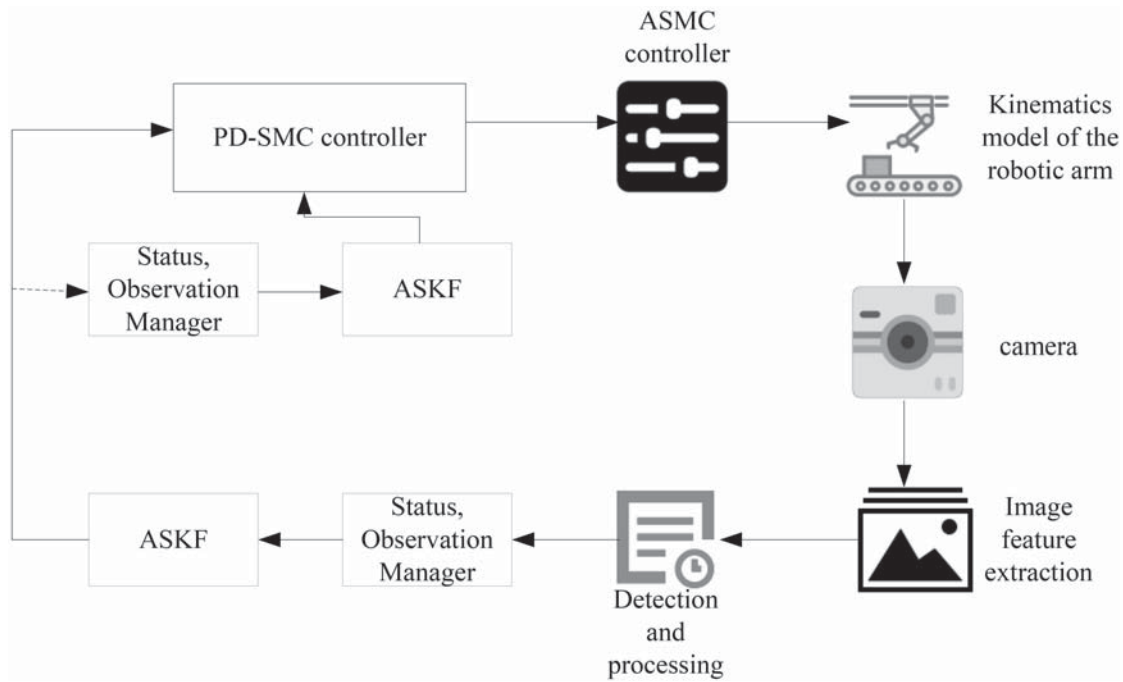 ASMC
controller
PD-SMC controller
Kinematics
model of the
robotic arm
Status,
Observation
Manager
ASKF
camera
ASKF
Status,
Observation
Manager
Detection
and
processing
Image
feature
extraction